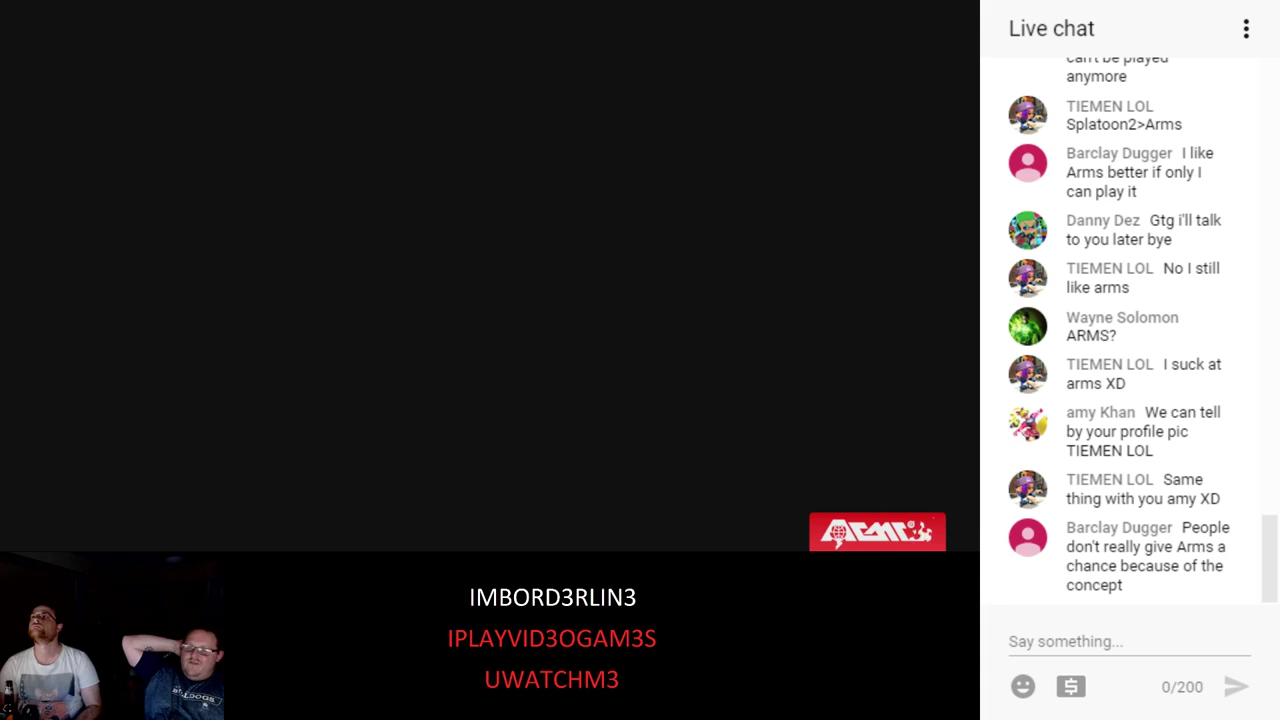 Live chat
can't be played
anymore
TIEMEN LOL
Splatoon2>Arms
Barclay Dugger I like
Arms better if only I
can play it
Danny Dez Gtg i'll talk
to you later bye
TIEMEN LOL No I still
like arms
Wayne Solomon
ARMS?
TIEMEN LOL I suck at
arms XD
amy Khan We can tell
by your profile pic
TIEMEN LOL
TIEMEN LOL Same
thing with you amy XD
Barclay Dugger People
don't really give Arms a
chance because of the
concept
Say something...
0/200
ARMS
IMBORD3RLIN3
IPLAYVID3OGAM3S
UWATCHM3
BULLDOGS